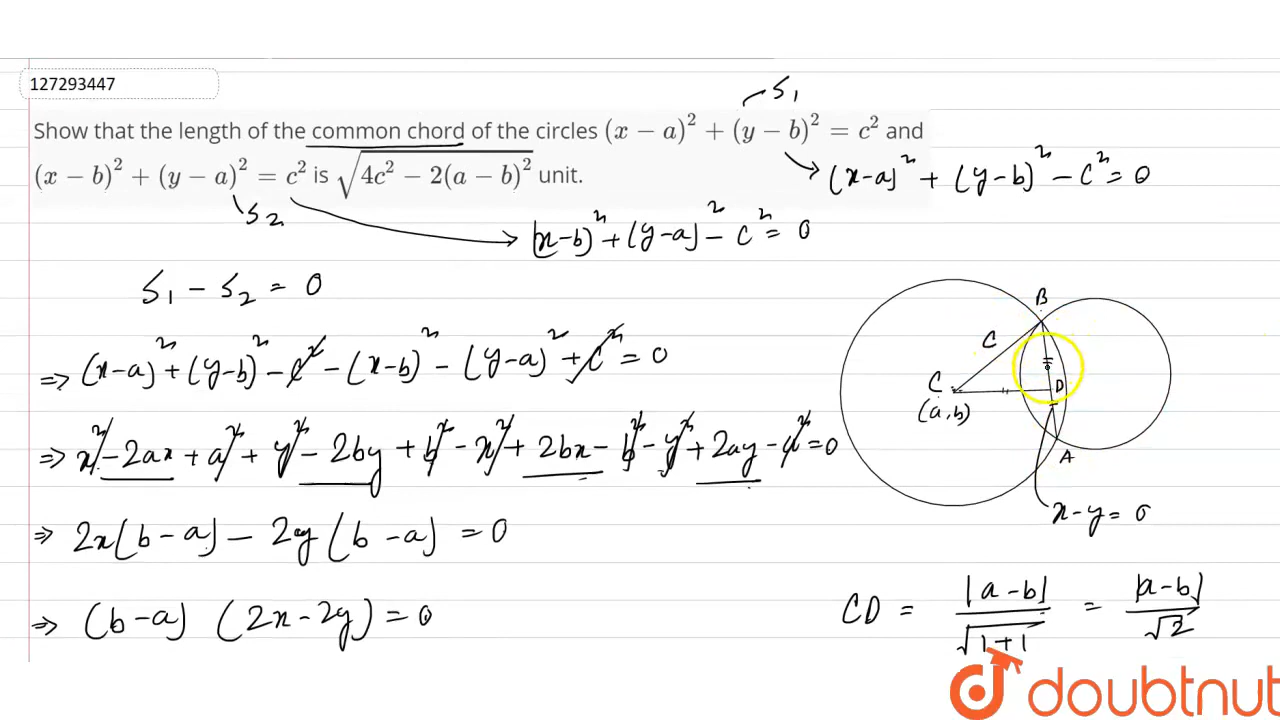 127293447
S₁
Show that the length of the common chord of the circles (x − a)² + (y − b)² = c² and
(x − b)² + (y − a)² = c² is √(4c² − 2(a − b)²) unit.
(x-a)² + (y-b)² - c² = 0
S₂
(x-b)² + (y-a)² - c² = 0
S₁ - S₂ = 0
⇒ (x-a)² + (y-b)² - c² - (x-b)² - (y-a)² + c² = 0
⇒ x² - 2ax + a² + y² - 2by + b² - x² + 2bx - b² - y² + 2ay - a² = 0
⇒ 2x(b-a) - 2y(b-a) = 0
⇒ (b-a) (2x-2y) = 0
B
C
C
(a,b)
D
A
x-y = 0
CD = |a-b| / √(1+1) = |a-b| / √2
doubtnut